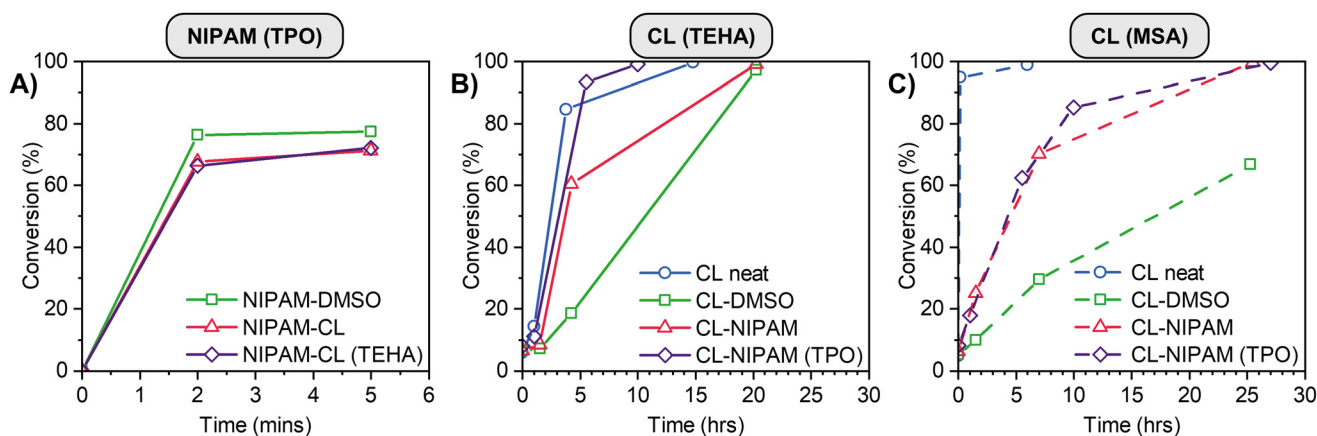 NIPAM (TPO)
A)
Conversion (%)
100
80
60
40
20
0
NIPAM-DMSO
NIPAM-CL
NIPAM-CL (TEHA)
0 1 2 3 4 5 6
Time (mins)
CL (TEHA)
B)
Conversion (%)
100
80
60
40
20
0
CL neat
CL-DMSO
CL-NIPAM
CL-NIPAM (TPO)
0 5 10 15 20 25 30
Time (hrs)
CL (MSA)
C)
Conversion (%)
100
80
60
40
20
0
CL neat
CL-DMSO
CL-NIPAM
CL-NIPAM (TPO)
0 5 10 15 20 25 30
Time (hrs)